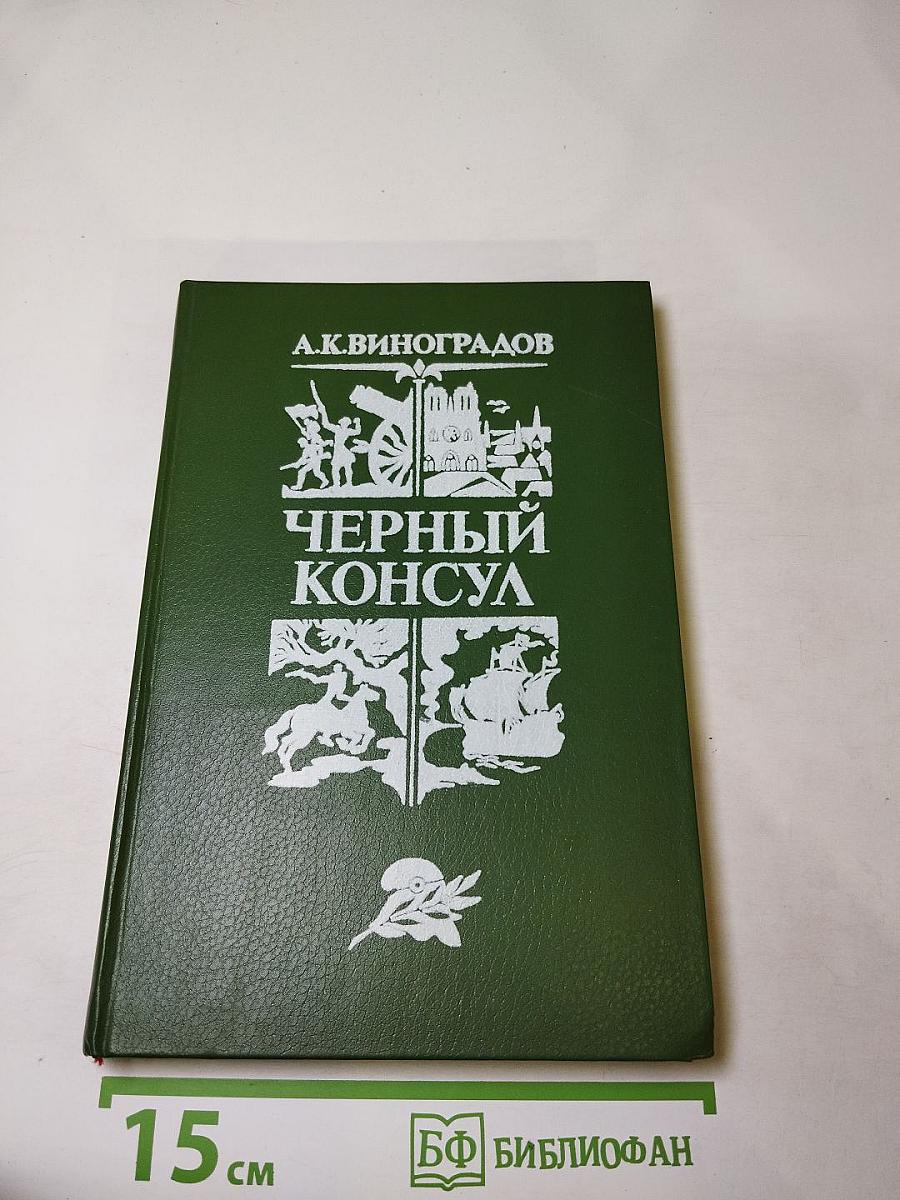 А.К.ВИНОГРАДОВ
ЧЕРНЫЙ
КОНСУЛ
15 см
БФ БИБЛИОФАН